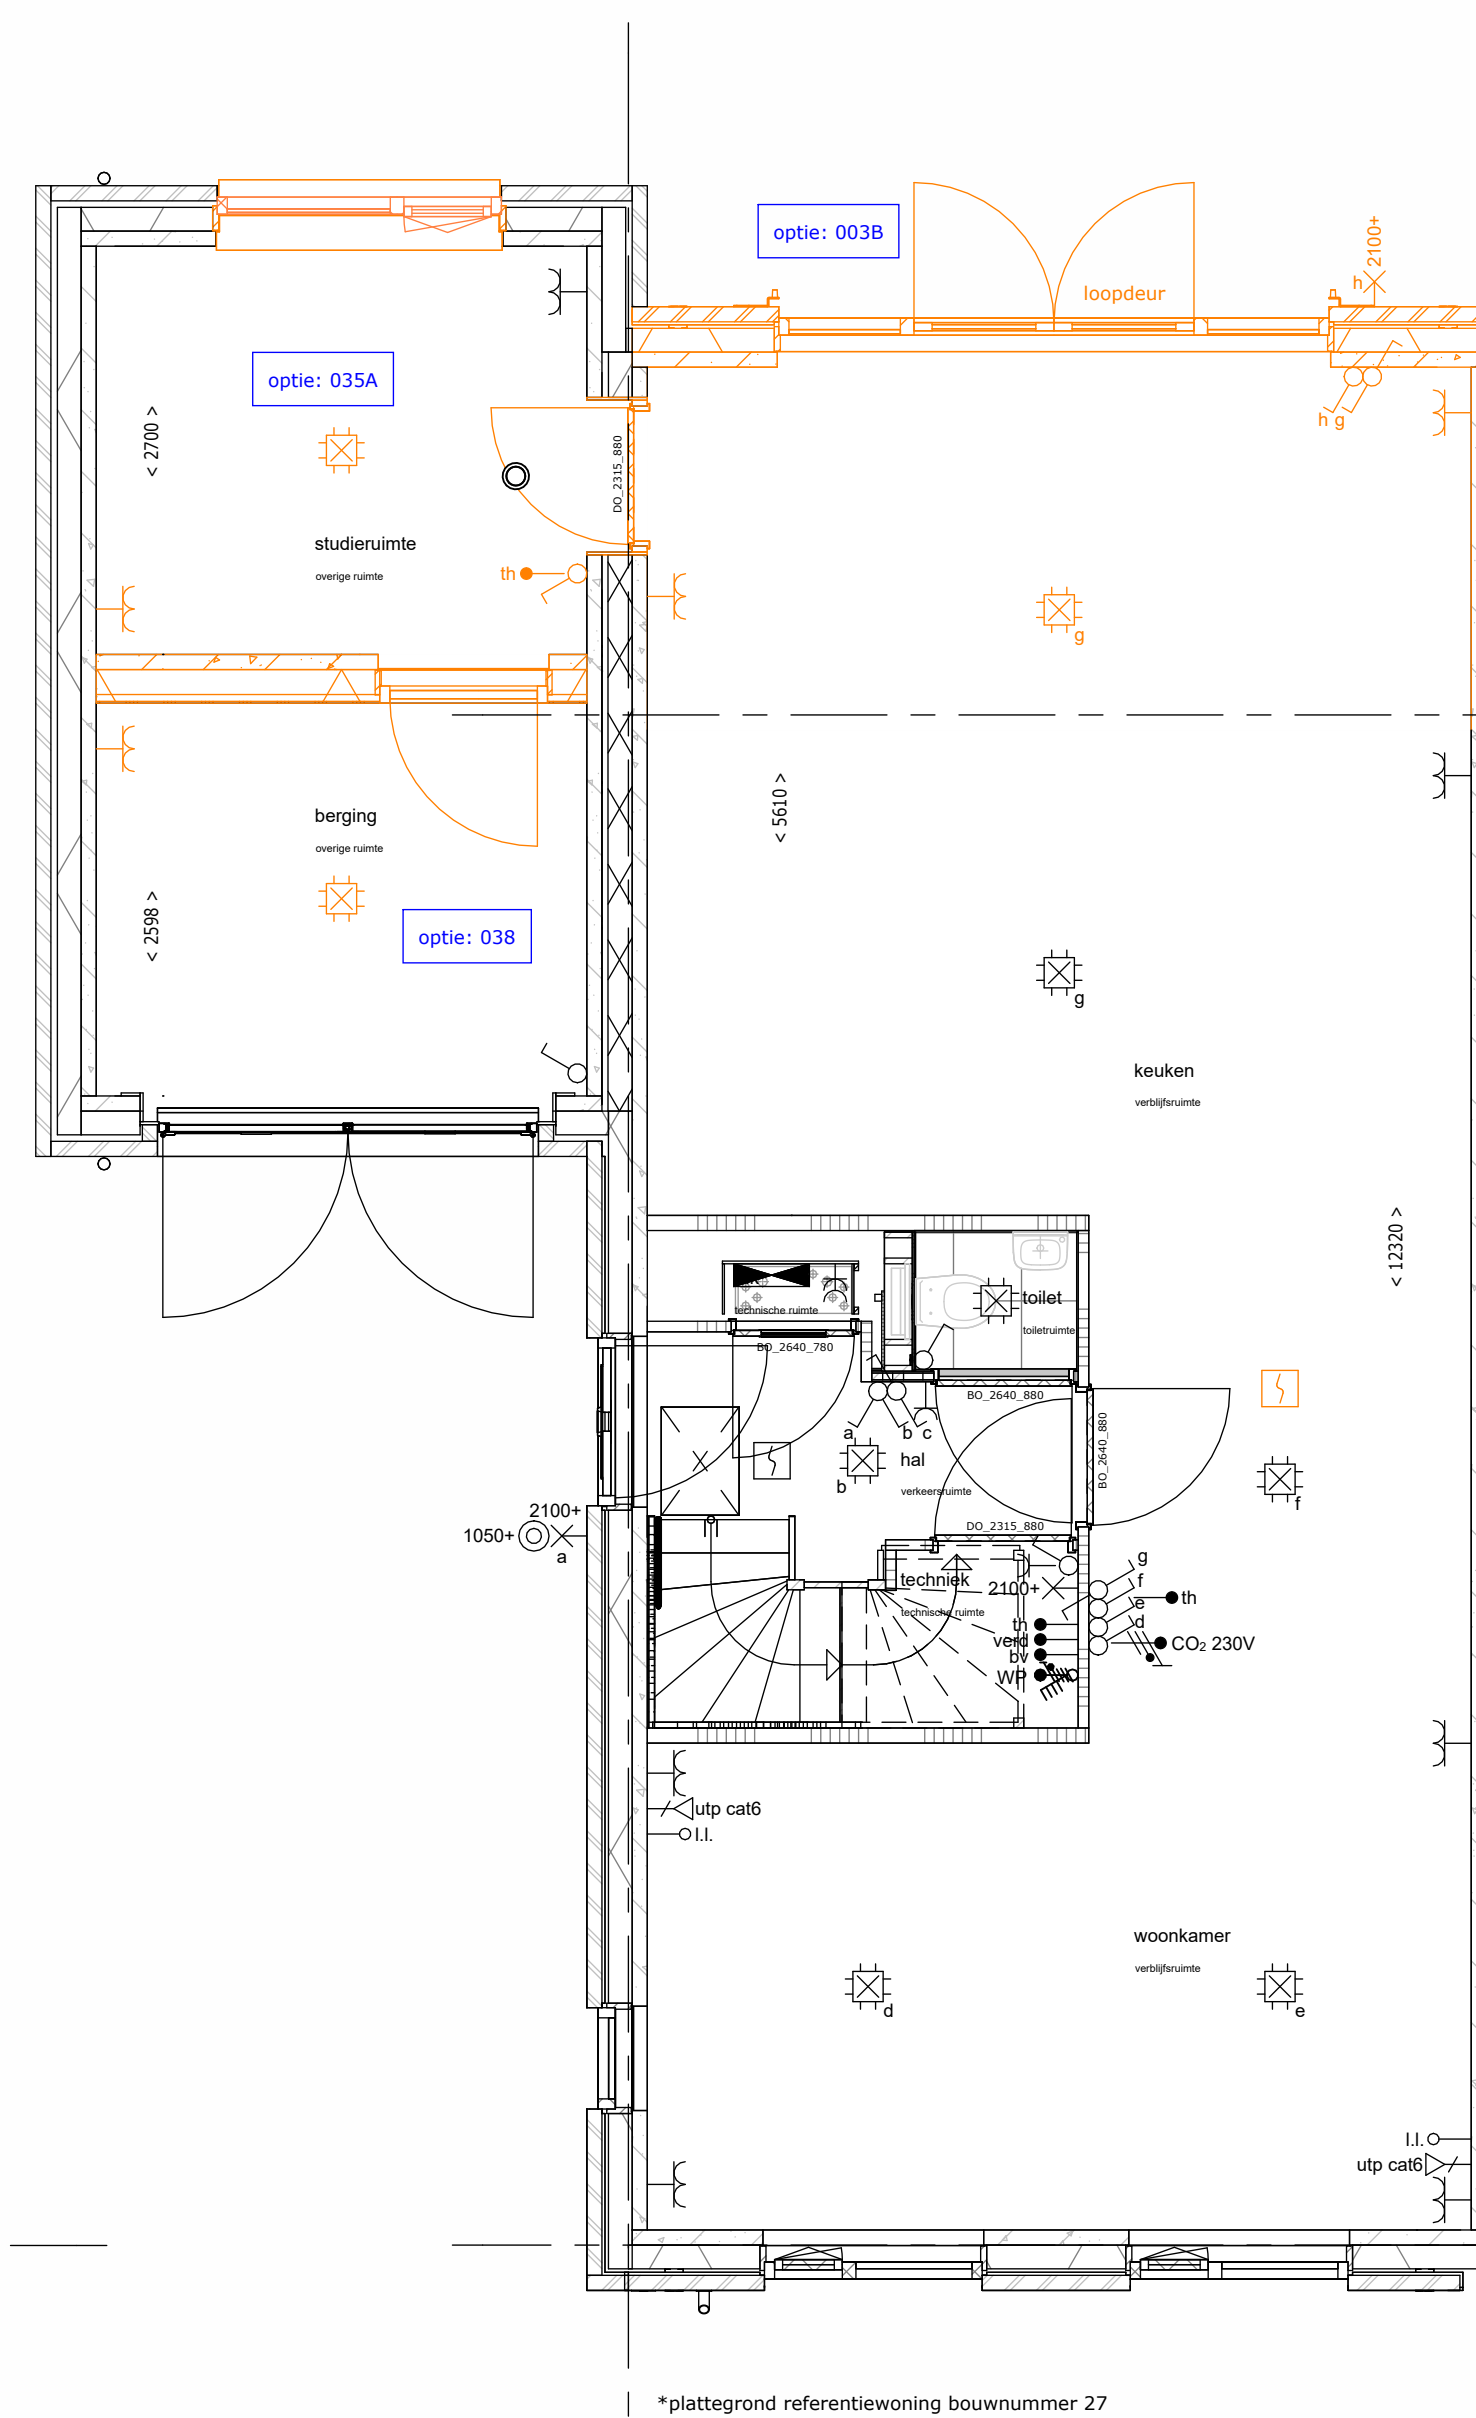 optie: 003B
2100+
h
loopdeur
optie: 035A
h g
< 2700 >
DO_2315_880
studieruimte
overige ruimte
th
g
< 5610 >
berging
overige ruimte
< 2598 >
optie: 038
g
keuken
verblijfsruimte
< 12320 >
toilet
technische ruimte
toiletruimte
BO_2640_780
BO_2640_880
BO_2640_880
a
b
c
hal
b
verkeersruimte
f
2100+
1050+
a
DO_2315_880
g
techniek
2100+
f
th
e
technische ruimte
th
d
verd
CO₂ 230V
bv
WP
utp cat6
l.l.
woonkamer
verblijfsruimte
d
e
l.l.
utp cat6
*plattegrond referentiewoning bouwnummer 27